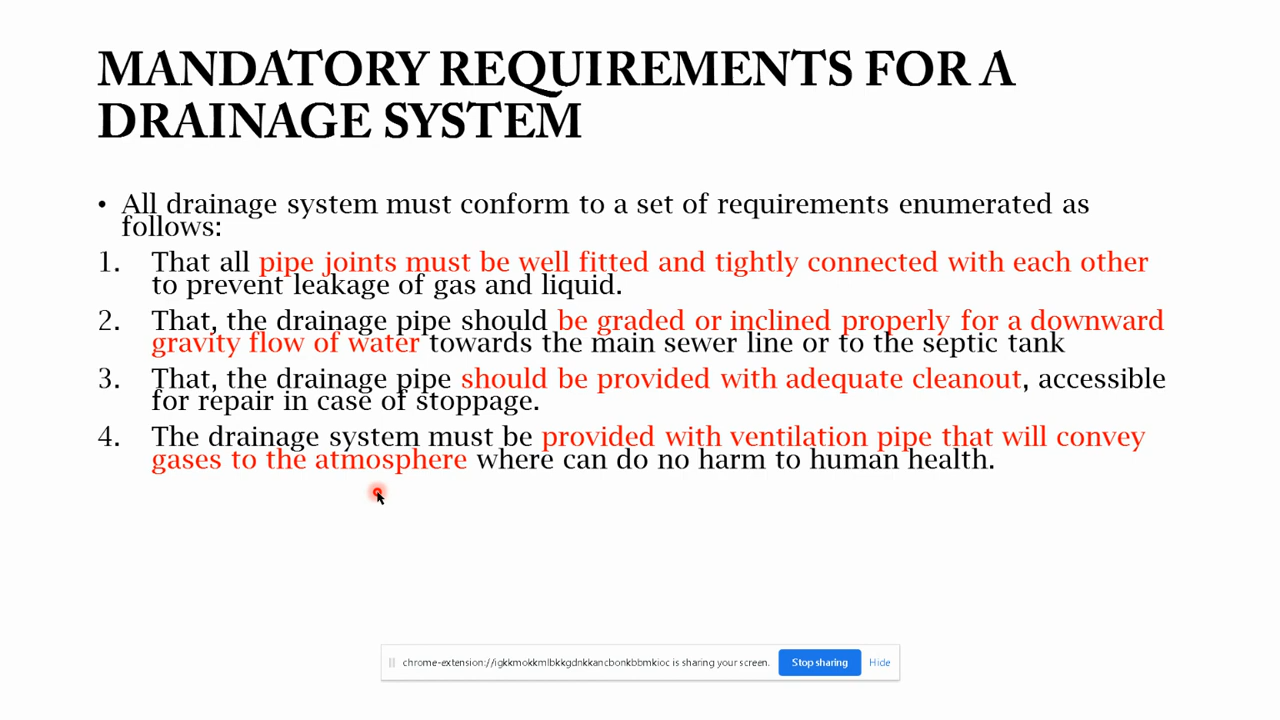 MANDATORY REQUIREMENTS FOR A
DRAINAGE SYSTEM
• All drainage system must conform to a set of requirements enumerated as
follows:
1. That all pipe joints must be well fitted and tightly connected with each other
to prevent leakage of gas and liquid.
2. That, the drainage pipe should be graded or inclined properly for a downward
gravity flow of water towards the main sewer line or to the septic tank
3. That, the drainage pipe should be provided with adequate cleanout, accessible
for repair in case of stoppage.
4. The drainage system must be provided with ventilation pipe that will convey
gases to the atmosphere where can do no harm to human health.
chrome-extension://igkkmokkmlbkkgdnkkancbonkbbmkioc is sharing your screen. Stop sharing Hide